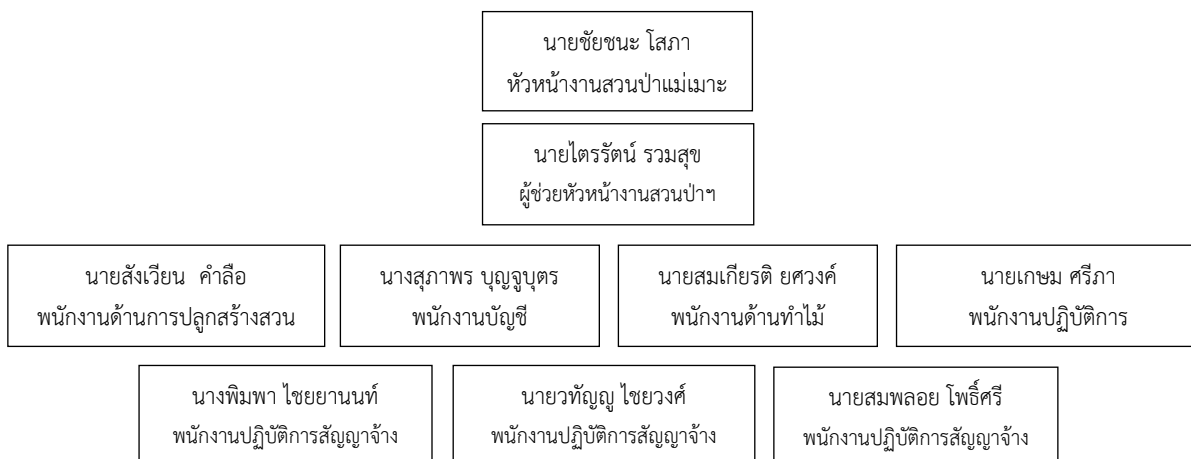 นายชัยชนะ โสภา
หัวหน้างานสวนป่าแม่เมาะ
นายไตรรัตน์ รวมสุข
ผู้ช่วยหัวหน้างานสวนป่าฯ
นายสังเวียน คำลือ
พนักงานด้านการปลูกสร้างสวน
นางสุภาพร บุญจูบุตร
พนักงานบัญชี
นายสมเกียรติ ยศวงค์
พนักงานด้านทำไม้
นายเกษม ศรีภา
พนักงานปฏิบัติการ
นางพิมพา ไชยยานนท์
พนักงานปฏิบัติการสัญญาจ้าง
นายวทัญญู ไชยวงศ์
พนักงานปฏิบัติการสัญญาจ้าง
นายสมพลอย โพธิ์ศรี
พนักงานปฏิบัติการสัญญาจ้าง